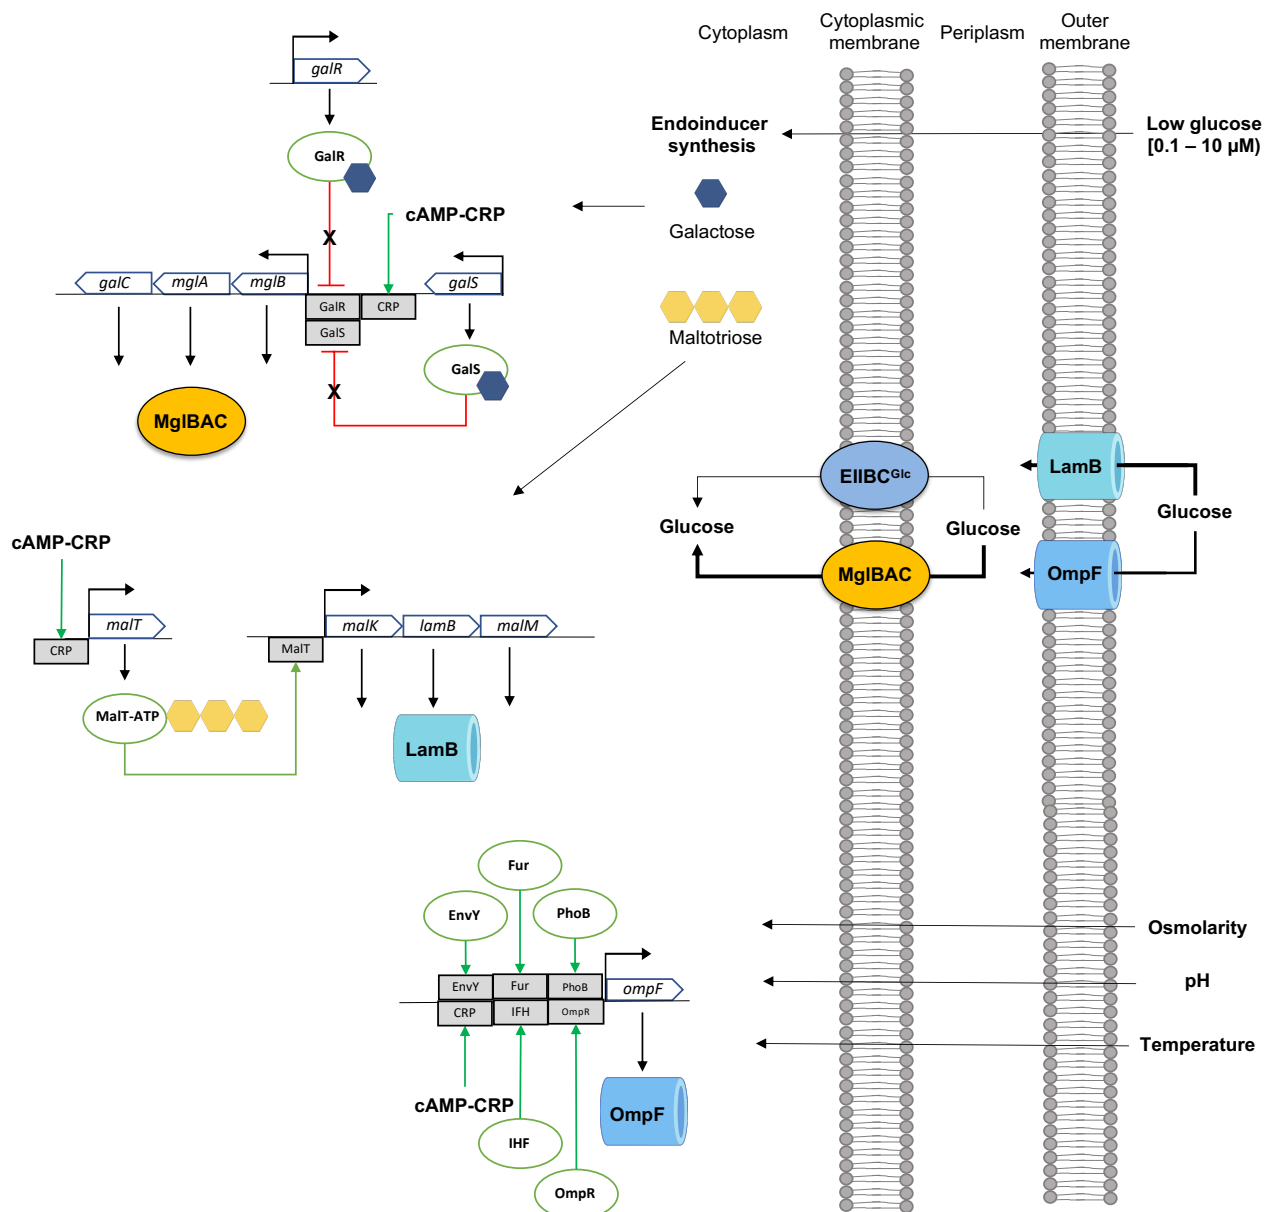 Cytoplasm
Cytoplasmic
membrane
Periplasm
Outer
membrane
galR
GalR
Endoinducer
synthesis
Low glucose
[0.1 – 10 µM)
cAMP-CRP
Galactose
galC
mglA
mglB
galS
GalR
CRP
GalS
Maltotriose
GalS
MglBAC
EIIBCGlc
LamB
Glucose
Glucose
Glucose
MglBAC
OmpF
cAMP-CRP
malT
malK
lamB
malM
CRP
MalT
MalT-ATP
LamB
Fur
EnvY
PhoB
Osmolarity
EnvY
Fur
PhoB
ompF
pH
CRP
IFH
OmpR
Temperature
cAMP-CRP
OmpF
IHF
OmpR
X
X